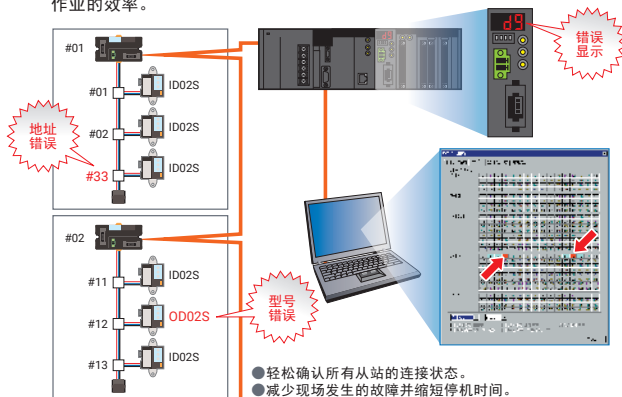 作业的效率。
#01
#01
ID02S
#02
ID02S
#33
ID02S
地址
错误
d9
错误
显示
#02
#11
ID02S
#12
OD02S
#13
ID02S
型号
错误
●轻松确认所有从站的连接状态。
●减少现场发生的故障并缩短停机时间。